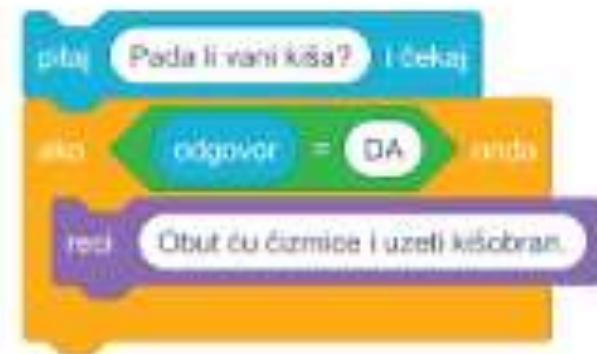 pitaj Pada li vani kiša? i čekaj
ako odgovor = DA onda
reci Obut ću čizmice i uzeti kišobran.